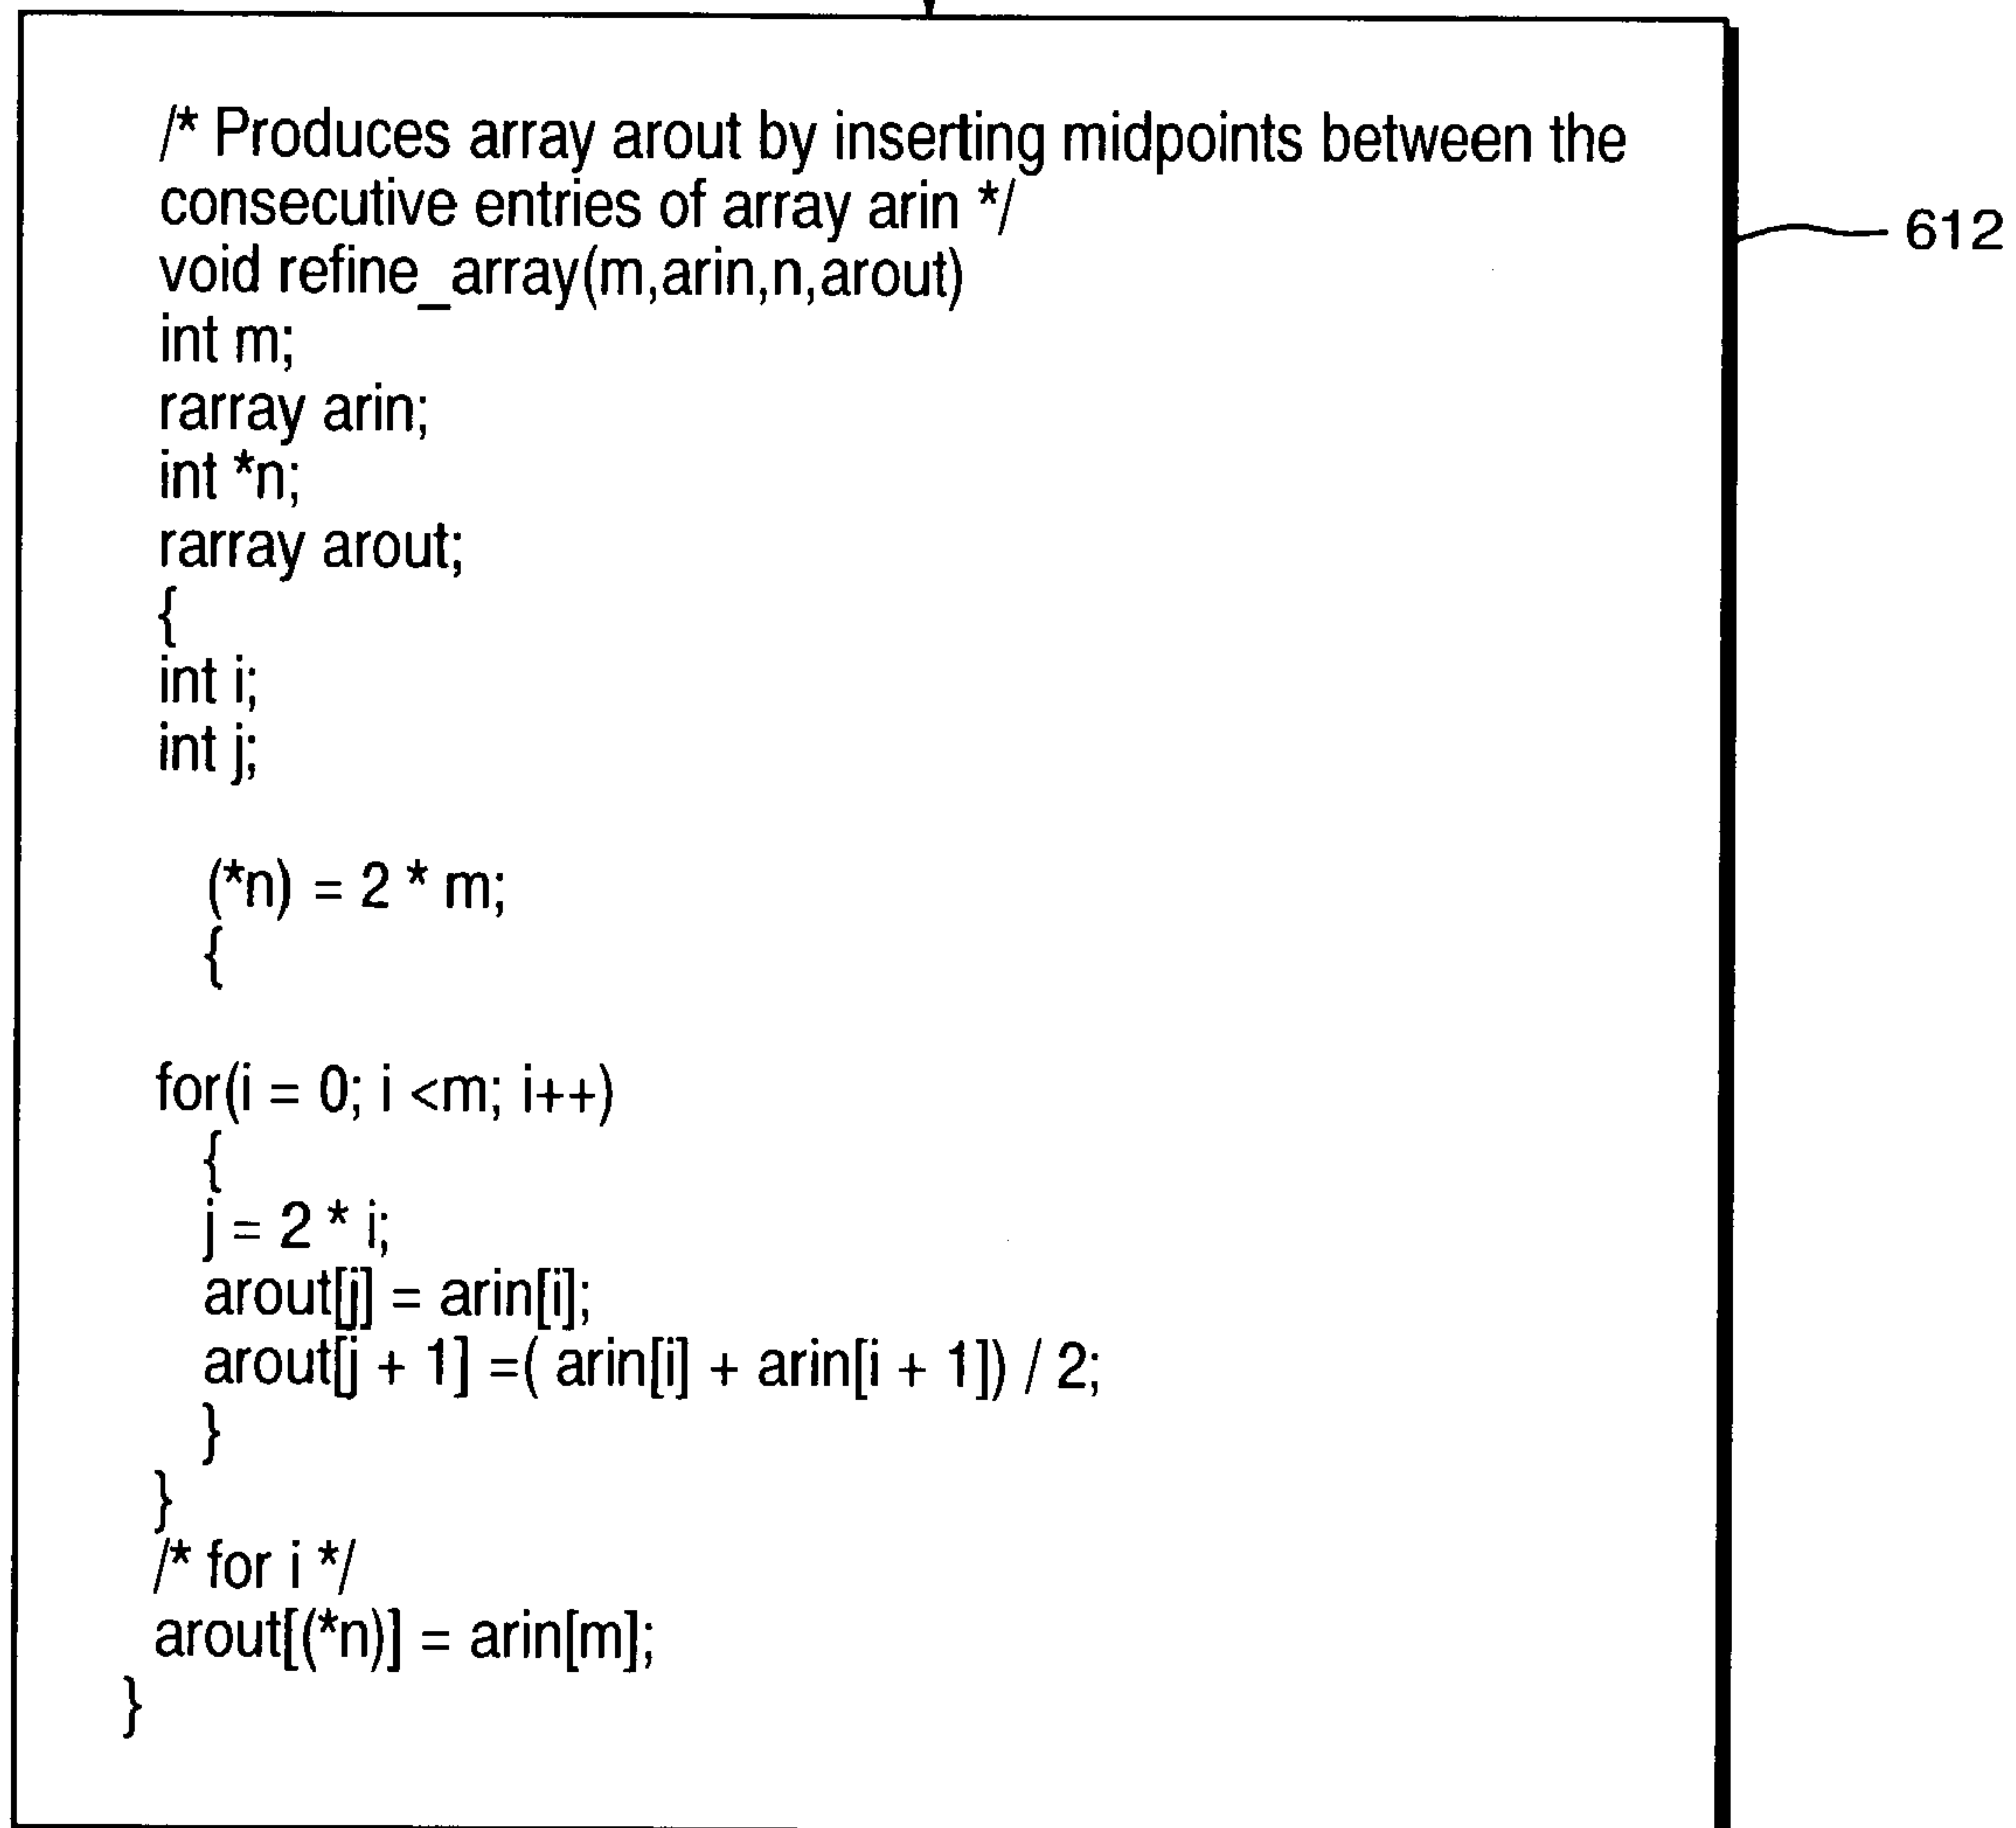 /* Produces array arout by inserting midpoints between the
consecutive entries of array arin */
void refine_array(m,arin,n,arout)
int m;
rarray arin;
int *n;
rarray arout;
{
int i;
int j;
(*n) = 2 * m;
{
for(i = 0; i <m; i++)
{
j = 2 * i;
arout[j] = arin[i];
arout[j + 1] =( arin[i] + arin[i + 1]) / 2;
}
}
/* for i */
arout[(*n)] = arin[m];
}
612